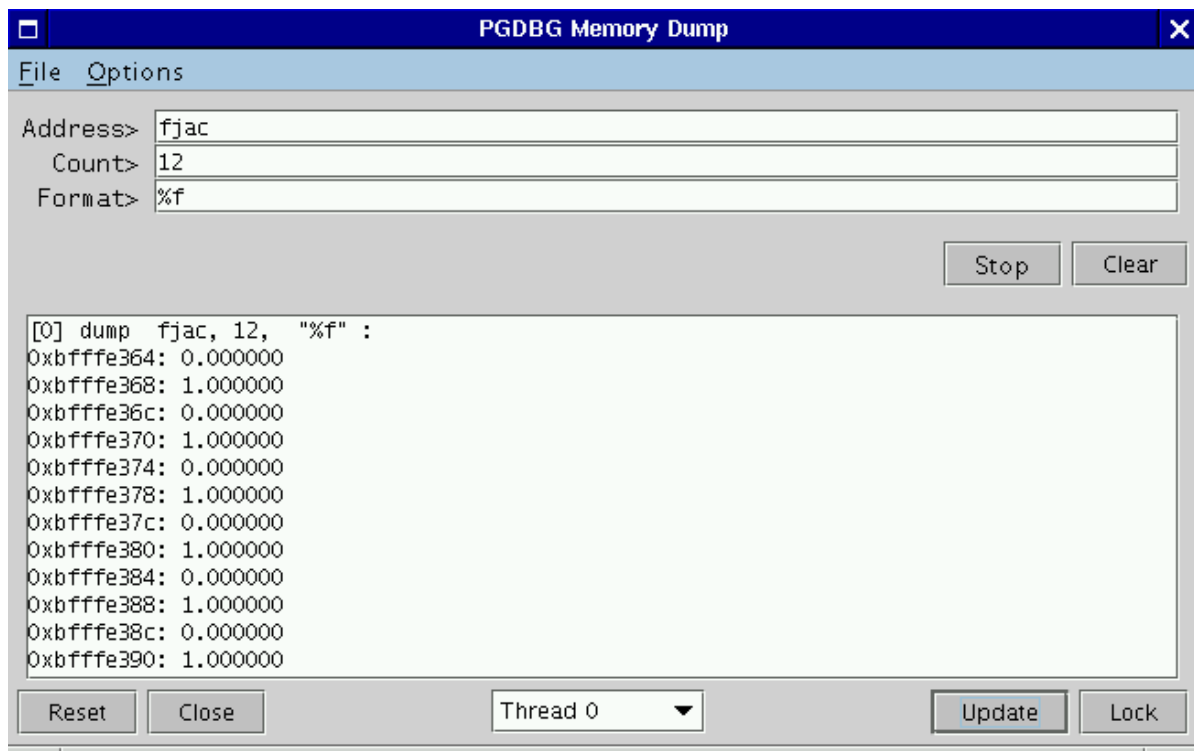 PGDBG Memory Dump
File Options
Address> fjac
Count> 12
Format> %f
Stop Clear
[0] dump  fjac, 12,  "%f" :
0xbfffe364: 0.000000
0xbfffe368: 1.000000
0xbfffe36c: 0.000000
0xbfffe370: 1.000000
0xbfffe374: 0.000000
0xbfffe378: 1.000000
0xbfffe37c: 0.000000
0xbfffe380: 1.000000
0xbfffe384: 0.000000
0xbfffe388: 1.000000
0xbfffe38c: 0.000000
0xbfffe390: 1.000000
Reset Close Thread 0 Update Lock